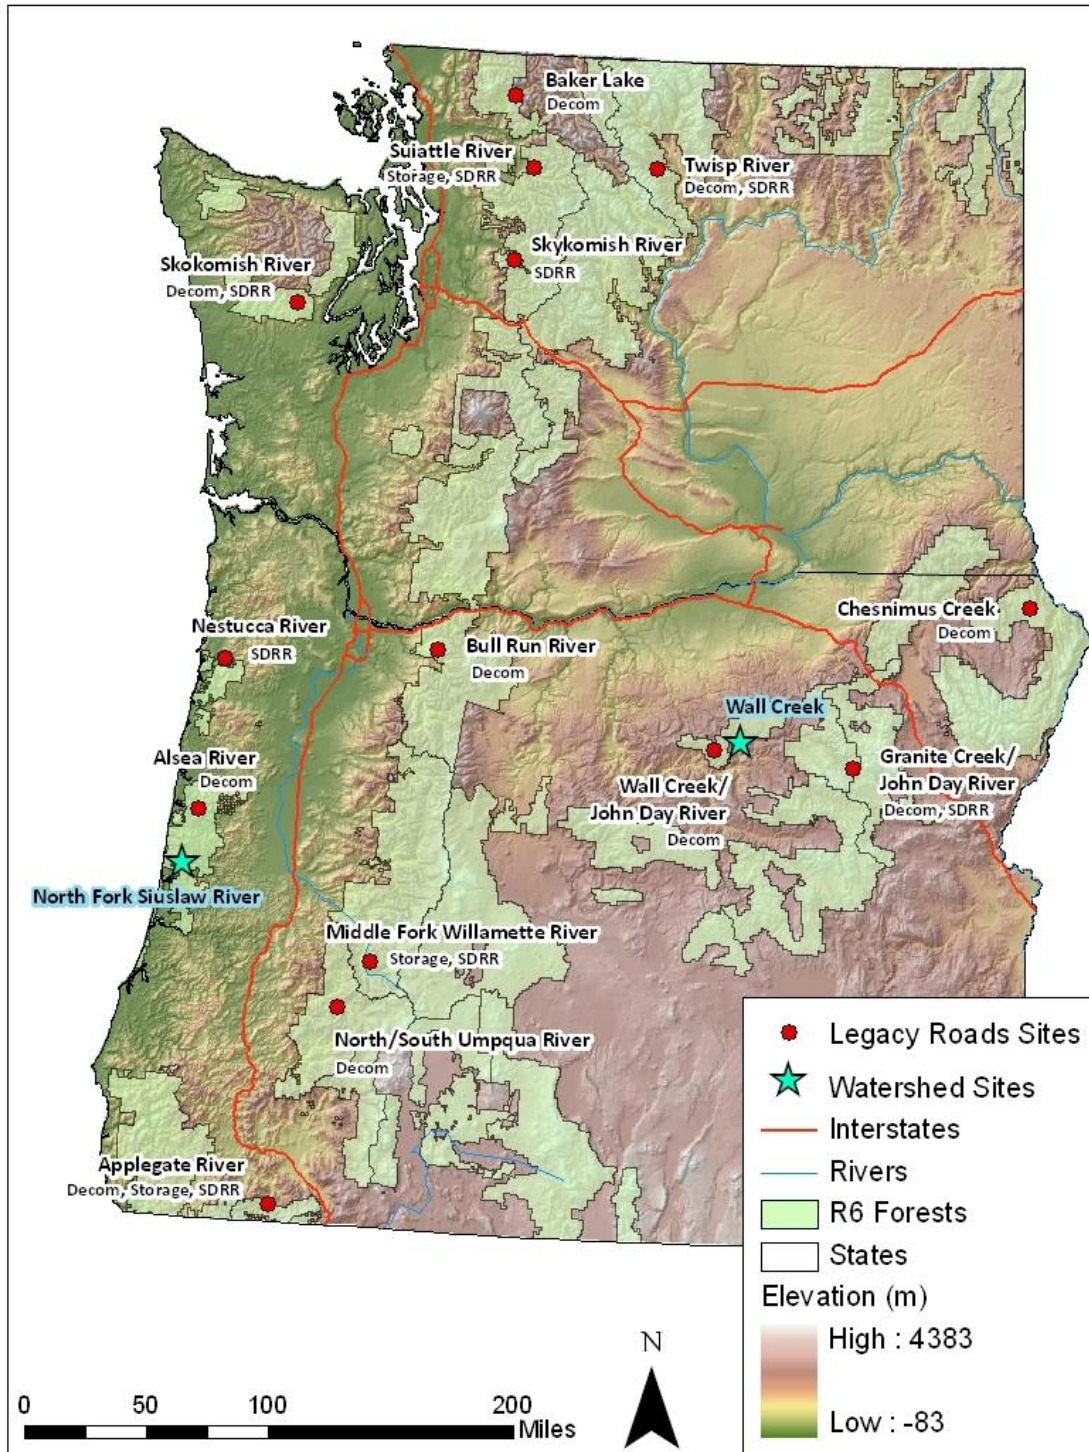 Baker Lake
Decom
Suiattle River
Storage, SDRR
Twisp River
Decom, SDRR
Skykomish River
SDRR
Skokomish River
Decom, SDRR
Chesnimus Creek
Decom
Nestucca River
SDRR
Bull Run River
Decom
Wall Creek
Alsea River
Decom
Wall Creek/
John Day River
Decom
Granite Creek/
John Day River
Decom, SDRR
North Fork Siuslaw River
Middle Fork Willamette River
Storage, SDRR
North/South Umpqua River
Decom
Applegate River
Decom, Storage, SDRR
Legacy Roads Sites
Watershed Sites
Interstates
Rivers
R6 Forests
States
Elevation (m)
High : 4383
Low : -83
N
0 50 100 200
Miles